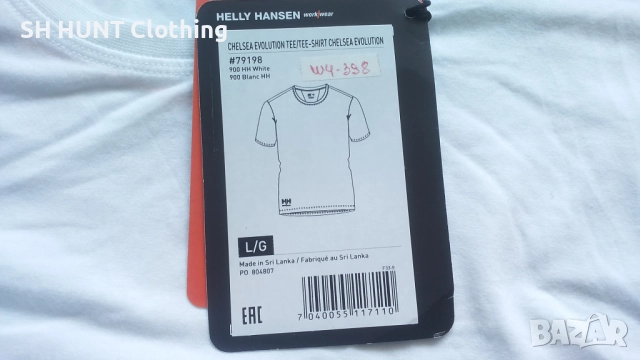 SH HUNT Clothing
HELLY HANSEN workwear
CHELSEA EVOLUTION TEE/TEE-SHIRT CHELSEA EVOLUTION
#79198
900 HH White
900 Blanc HH
W4-398
HH
L/G
Made in Sri Lanka / Fabriqué au Sri Lanka
PO 804807
EAC
7 040055 117110
BAZAR